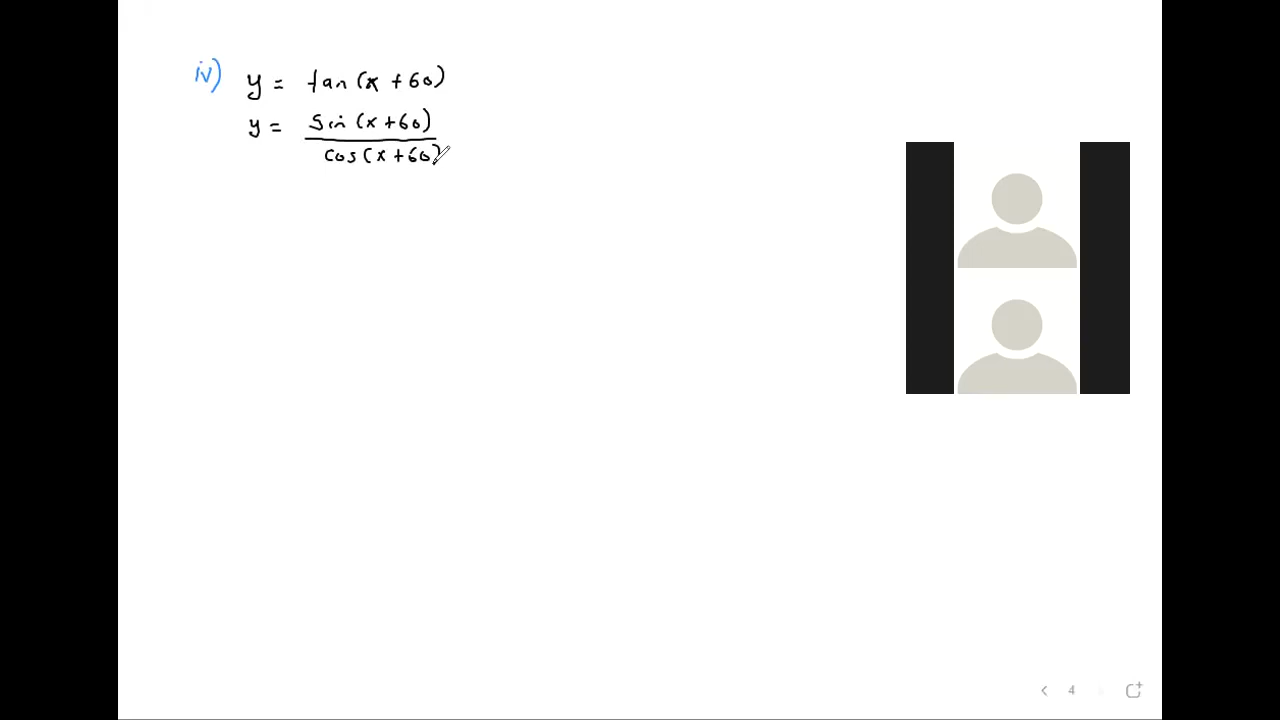 iv) y = tan (x + 60)
y = sin (x + 60)
cos (x + 60)
4